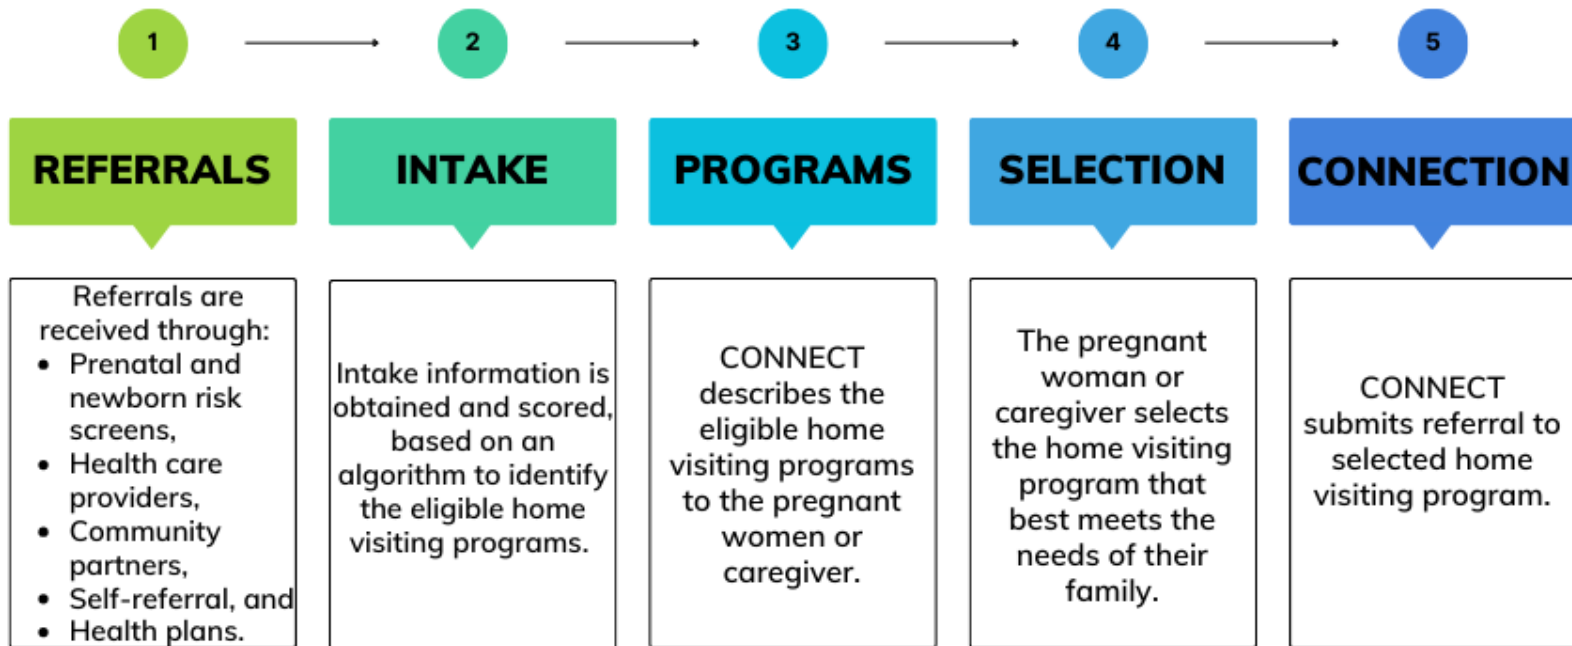 1
2
3
4
5
REFERRALS
INTAKE
PROGRAMS
SELECTION
CONNECTION
Referrals are
received through:
• Prenatal and
newborn risk
screens,
• Health care
providers,
• Community
partners,
• Self-referral, and
• Health plans.
Intake information is
obtained and scored,
based on an
algorithm to identify
the eligible home
visiting programs.
CONNECT
describes the
eligible home
visiting programs
to the pregnant
women or
caregiver.
The pregnant
woman or
caregiver selects
the home visiting
program that
best meets the
needs of their
family.
CONNECT
submits referral to
selected home
visiting program.